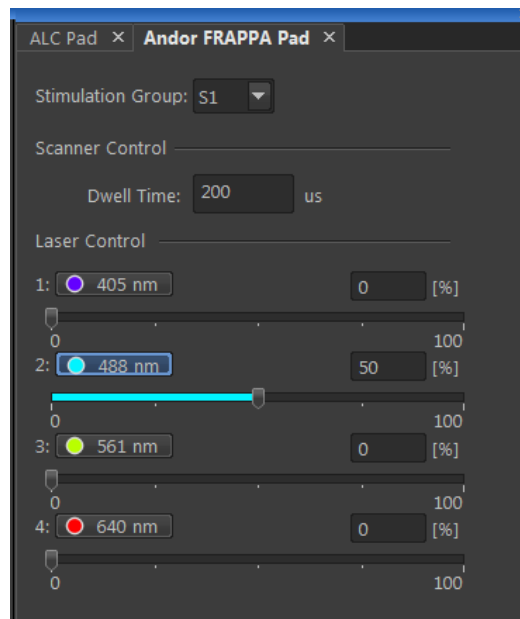 ALC Pad × Andor FRAPPA Pad ×
Stimulation Group: S1
Scanner Control
Dwell Time: 200 us
Laser Control
1: 405 nm 0 [%]
0 100
2: 488 nm 50 [%]
0 100
3: 561 nm 0 [%]
0 100
4: 640 nm 0 [%]
0 100